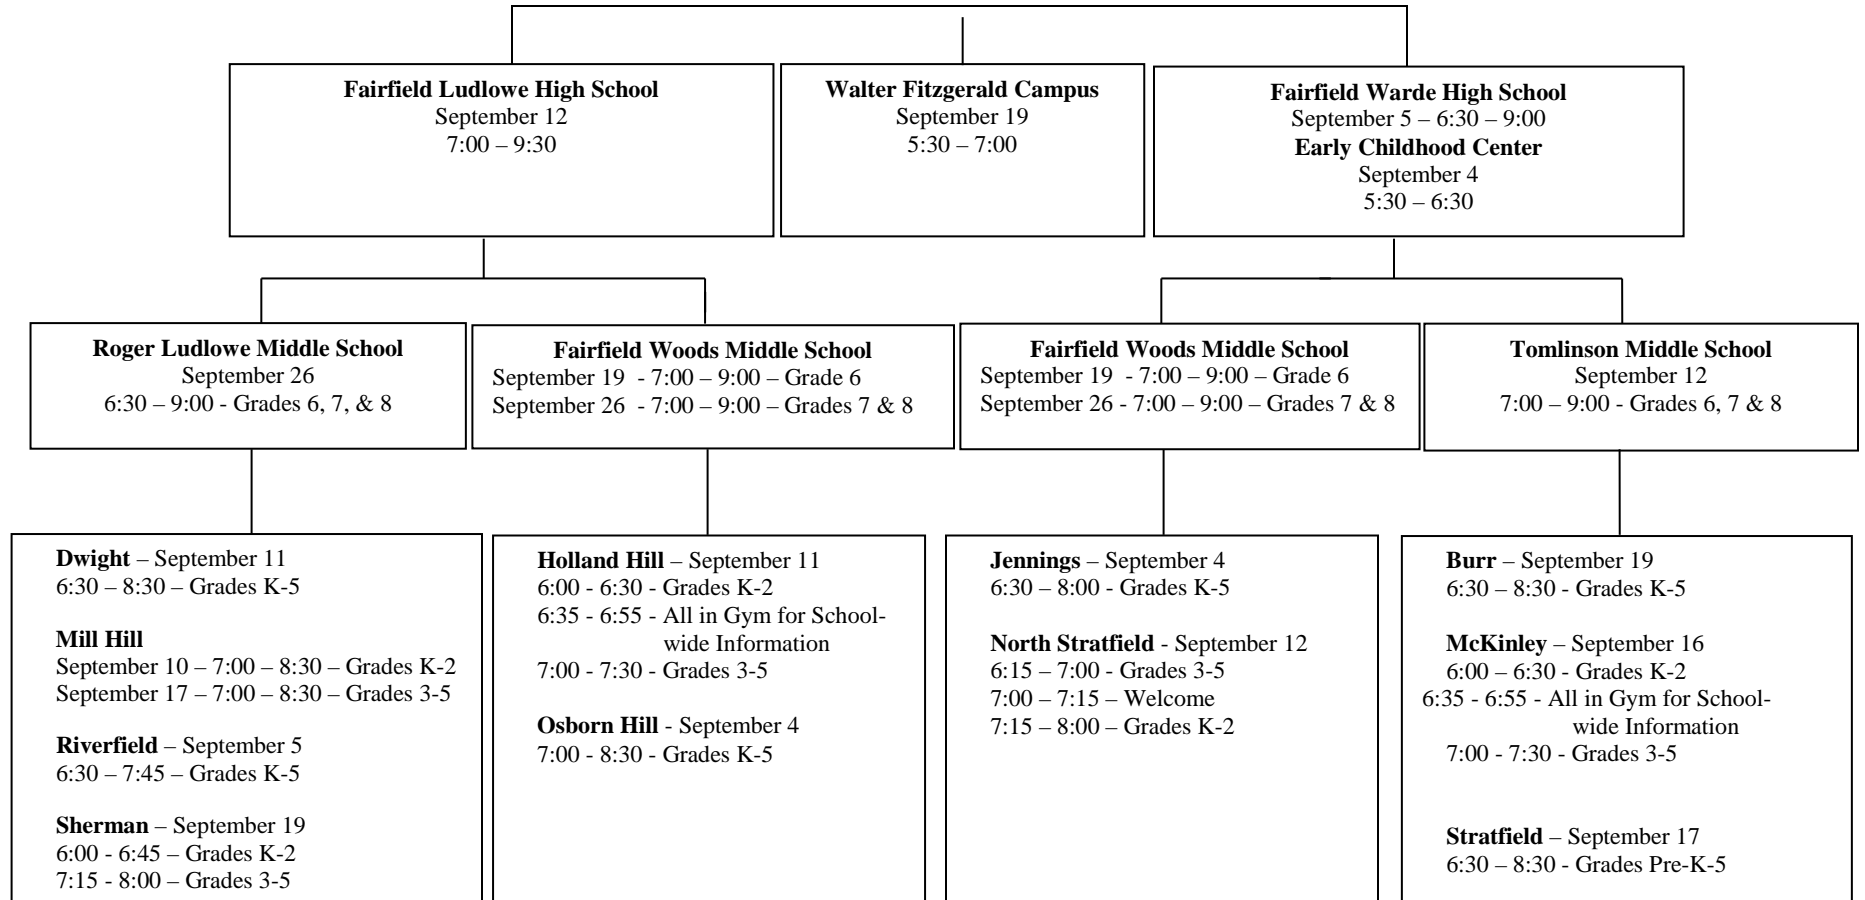 Fairfield Ludlowe High School
September 12
7:00 – 9:30
Walter Fitzgerald Campus
September 19
5:30 – 7:00
Fairfield Warde High School
September 5 – 6:30 – 9:00
Early Childhood Center
September 4
5:30 – 6:30
Roger Ludlowe Middle School
September 26
6:30 – 9:00 - Grades 6, 7, & 8
Fairfield Woods Middle School
September 19 - 7:00 – 9:00 – Grade 6
September 26 - 7:00 – 9:00 – Grades 7 & 8
Fairfield Woods Middle School
September 19 - 7:00 – 9:00 – Grade 6
September 26 - 7:00 – 9:00 – Grades 7 & 8
Tomlinson Middle School
September 12
7:00 – 9:00 - Grades 6, 7 & 8
Dwight – September 11
6:30 – 8:30 – Grades K-5
Mill Hill
September 10 – 7:00 – 8:30 – Grades K-2
September 17 – 7:00 – 8:30 – Grades 3-5
Riverfield – September 5
6:30 – 7:45 – Grades K-5
Sherman – September 19
6:00 - 6:45 – Grades K-2
7:15 - 8:00 – Grades 3-5
Holland Hill – September 11
6:00 - 6:30 - Grades K-2
6:35 - 6:55 - All in Gym for School-
wide Information
7:00 - 7:30 - Grades 3-5
Osborn Hill - September 4
7:00 - 8:30 - Grades K-5
Jennings – September 4
6:30 – 8:00 - Grades K-5
North Stratfield - September 12
6:15 – 7:00 - Grades 3-5
7:00 – 7:15 – Welcome
7:15 – 8:00 – Grades K-2
Burr – September 19
6:30 – 8:30 - Grades K-5
McKinley – September 16
6:00 – 6:30 – Grades K-2
6:35 - 6:55 - All in Gym for School-
wide Information
7:00 - 7:30 - Grades 3-5
Stratfield – September 17
6:30 – 8:30 - Grades Pre-K-5